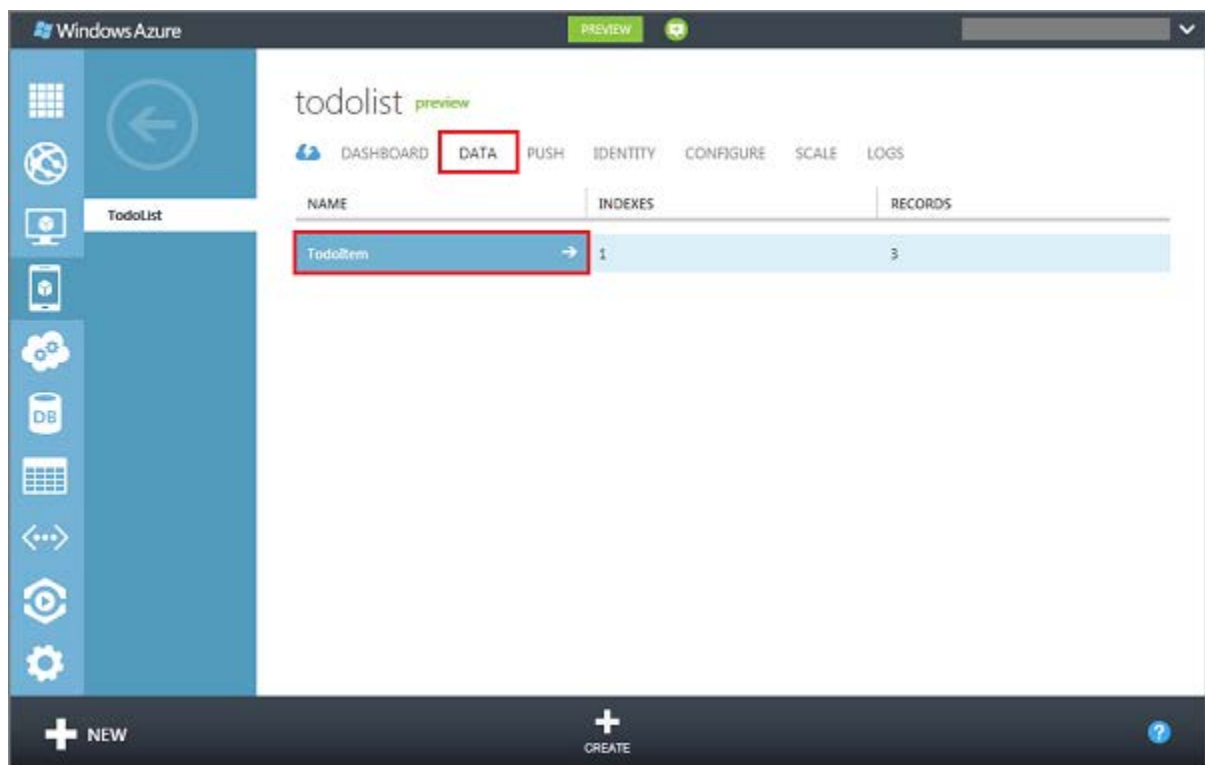 Windows Azure
PREVIEW
todolist preview
DASHBOARD DATA PUSH IDENTITY CONFIGURE SCALE LOGS
NAME INDEXES RECORDS
TodoList
TodoItem 1 3
DB
NEW
CREATE
?